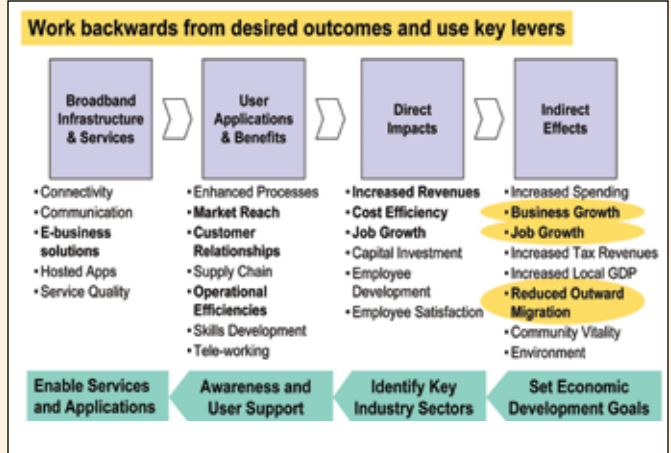 Work backwards from desired outcomes and use key levers
Broadband
Infrastructure
& Services
User
Applications
& Benefits
Direct
Impacts
Indirect
Effects
• Connectivity
• Communication
• E-business
solutions
• Hosted Apps
• Service Quality
• Enhanced Processes
• Market Reach
• Customer
Relationships
• Supply Chain
• Operational
Efficiencies
• Skills Development
• Tele-working
• Increased Revenues
• Cost Efficiency
• Job Growth
• Capital Investment
• Employee
Development
• Employee Satisfaction
• Increased Spending
• Business Growth
• Job Growth
• Increased Tax Revenues
• Increased Local GDP
• Reduced Outward
Migration
• Community Vitality
• Environment
Enable Services
and Applications
Awareness and
User Support
Identify Key
Industry Sectors
Set Economic
Development Goals